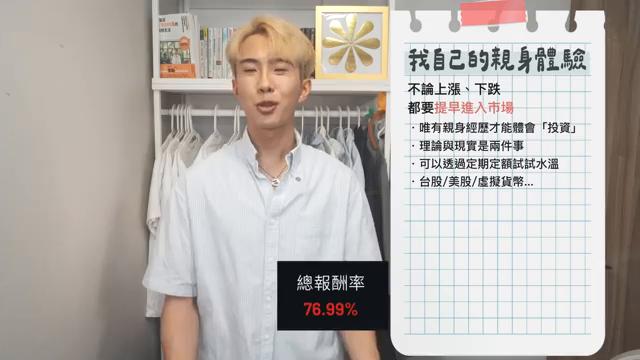 我自己的親身體驗
不論上漲、下跌
都要提早進入市場
· 唯有親身經歷才能體會「投資」
· 理論與現實是兩件事
· 可以透過定期定額試試水溫
· 台股/美股/虛擬貨幣...
總報酬率
76.99%